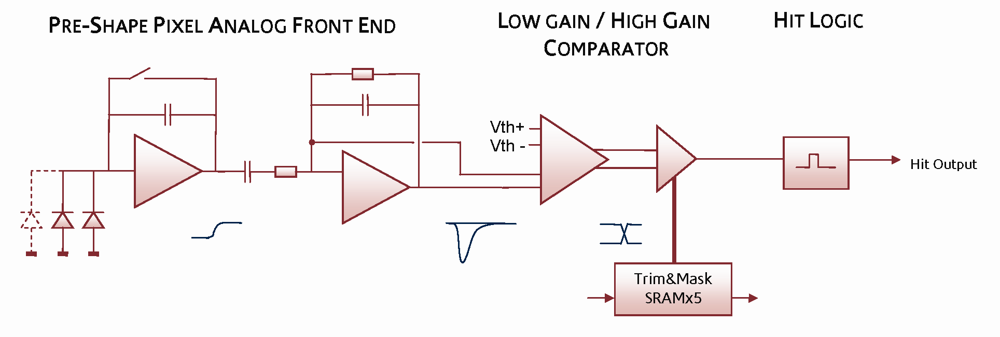 PRE-SHAPE PIXEL ANALOG FRONT END
LOW GAIN / HIGH GAIN
COMPARATOR
HIT LOGIC
Vth+
Vth -
Hit Output
Trim&Mask
SRAMx5